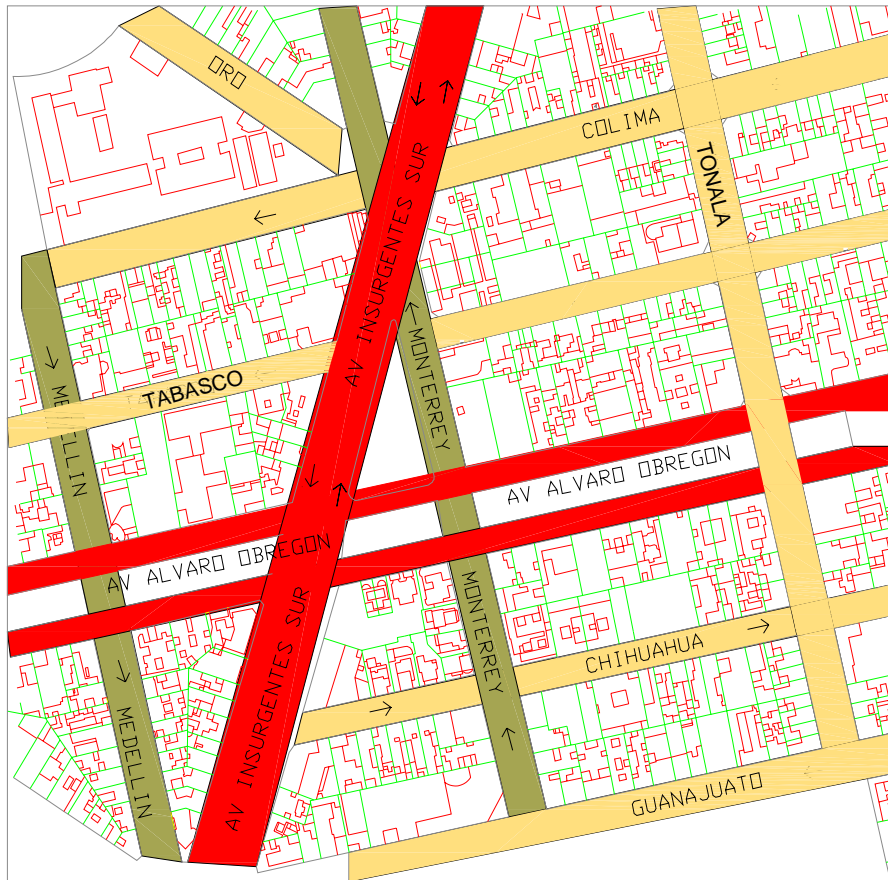 ORO
COLIMA
TONALA
AV INSURGENTES SUR
MONTERREY
TABASCO
MEDELLIN
AV ALVARO OBREGON
AV ALVARO OBREGON
MONTERREY
AV INSURGENTES SUR
CHIHUAHUA
MEDELLIN
GUANAJUATO